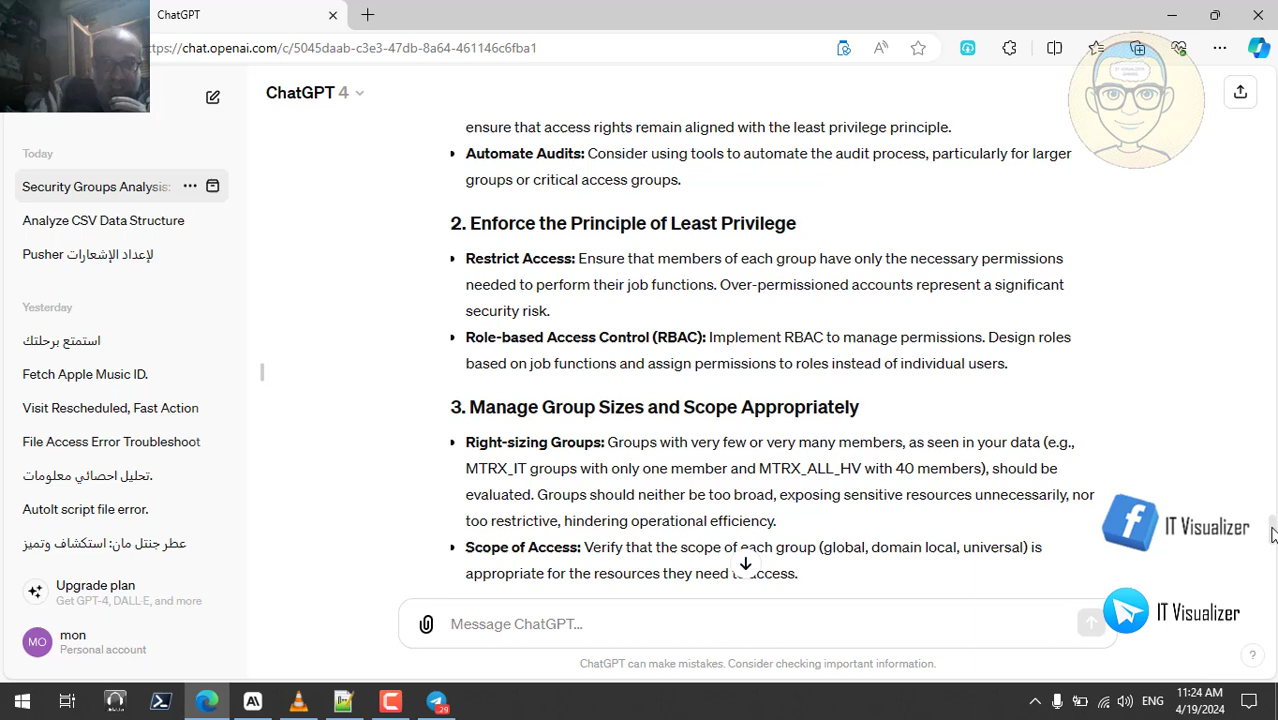 ChatGPT
ttps://chat.openai.com/c/5045daab-c3e3-47db-8a64-461146c6fba1
ChatGPT 4
IT VISUALIZER
Today
Security Groups Analysis:
Analyze CSV Data Structure
لإعداد الإشعارات Pusher
Yesterday
استمتع برحلتك
Fetch Apple Music ID.
Visit Rescheduled, Fast Action
File Access Error Troubleshoot
تحليل احصائي معلومات.
AutoIt script file error.
عطر جنتل مان: استكشاف وتميز
Upgrade plan
Get GPT-4, DALL·E, and more
MO
mon
Personal account
ensure that access rights remain aligned with the least privilege principle.
Automate Audits: Consider using tools to automate the audit process, particularly for larger
groups or critical access groups.
2. Enforce the Principle of Least Privilege
Restrict Access: Ensure that members of each group have only the necessary permissions
needed to perform their job functions. Over-permissioned accounts represent a significant
security risk.
Role-based Access Control (RBAC): Implement RBAC to manage permissions. Design roles
based on job functions and assign permissions to roles instead of individual users.
3. Manage Group Sizes and Scope Appropriately
Right-sizing Groups: Groups with very few or very many members, as seen in your data (e.g.,
MTRX_IT groups with only one member and MTRX_ALL_HV with 40 members), should be
evaluated. Groups should neither be too broad, exposing sensitive resources unnecessarily, nor
too restrictive, hindering operational efficiency.
Scope of Access: Verify that the scope of each group (global, domain local, universal) is
appropriate for the resources they need to access.
IT Visualizer
IT Visualizer
Message ChatGPT...
ChatGPT can make mistakes. Consider checking important information.
?
29
ENG
11:24 AM
4/19/2024